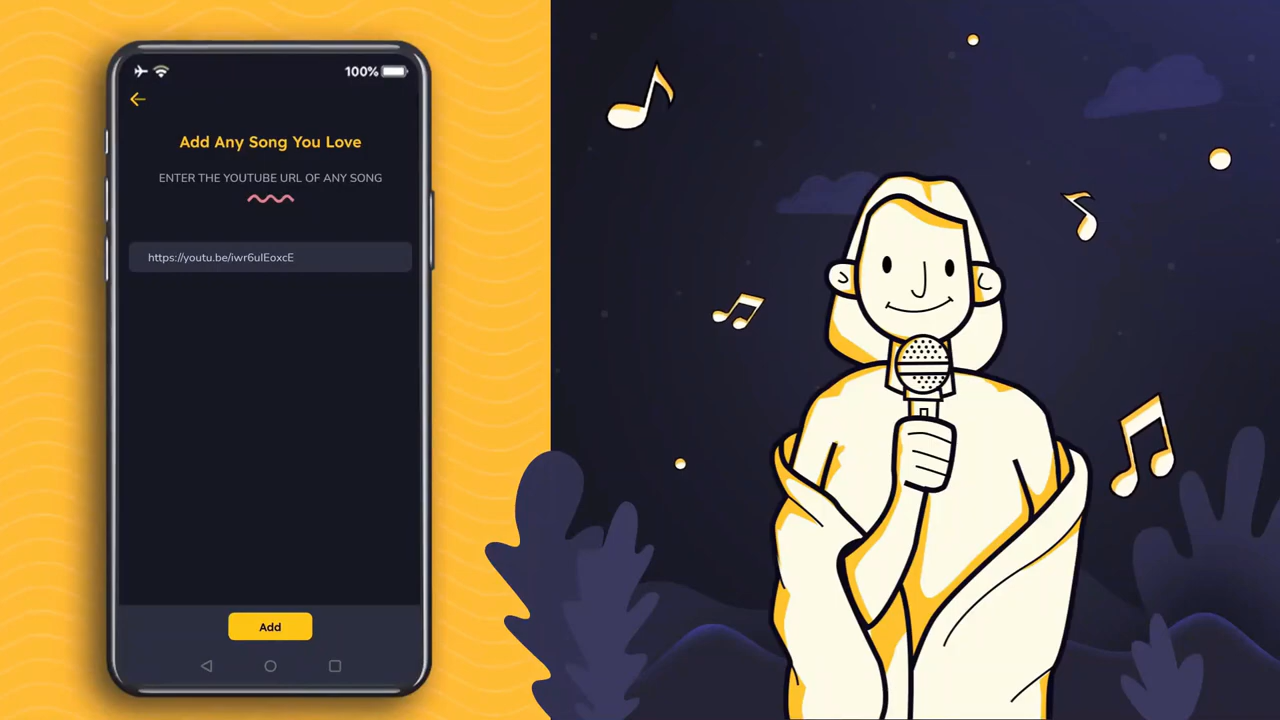 100%
Add Any Song You Love
ENTER THE YOUTUBE URL OF ANY SONG
https://youtu.be/iwr6ulEoxcE
Add